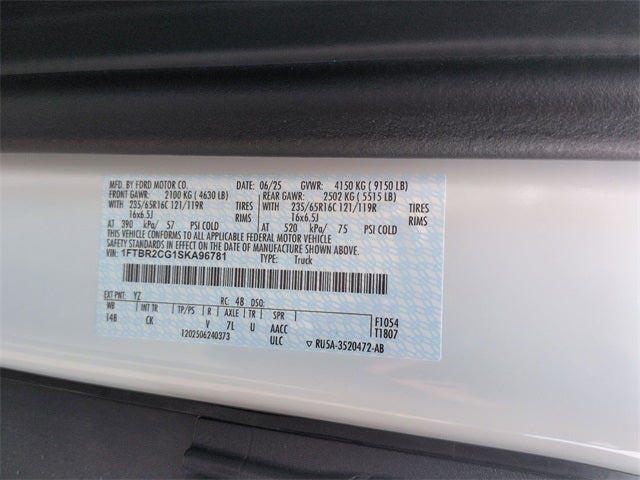 MFD. BY FORD MOTOR CO. DATE: 06/25 GVWR: 4150 KG ( 9150 LB)
FRONT GAWR: 2100 KG ( 4630 LB) REAR GAWR: 2502 KG ( 5515 LB)
WITH 235/65R16C 121/119R TIRES WITH 235/65R16C 121/119R TIRES
16x6.5J RIMS 16x6.5J RIMS
AT 390 kPa/ 57 PSI COLD AT 520 kPa/ 75 PSI COLD
THIS VEHICLE CONFORMS TO ALL APPLICABLE FEDERAL MOTOR VEHICLE
SAFETY STANDARDS IN EFFECT ON THE DATE OF MANUFACTURE SHOWN ABOVE.
VIN: 1FTBR2CG1SKA96781 TYPE: Truck
EXT PNT: YZ RC: 48 DSO:
WB INT TR TP/PS R AXLE TR SPR F1054
148 CK V 7L U AACC T1807
1202506240373 ULC ▽ RU5A-3520472-AB